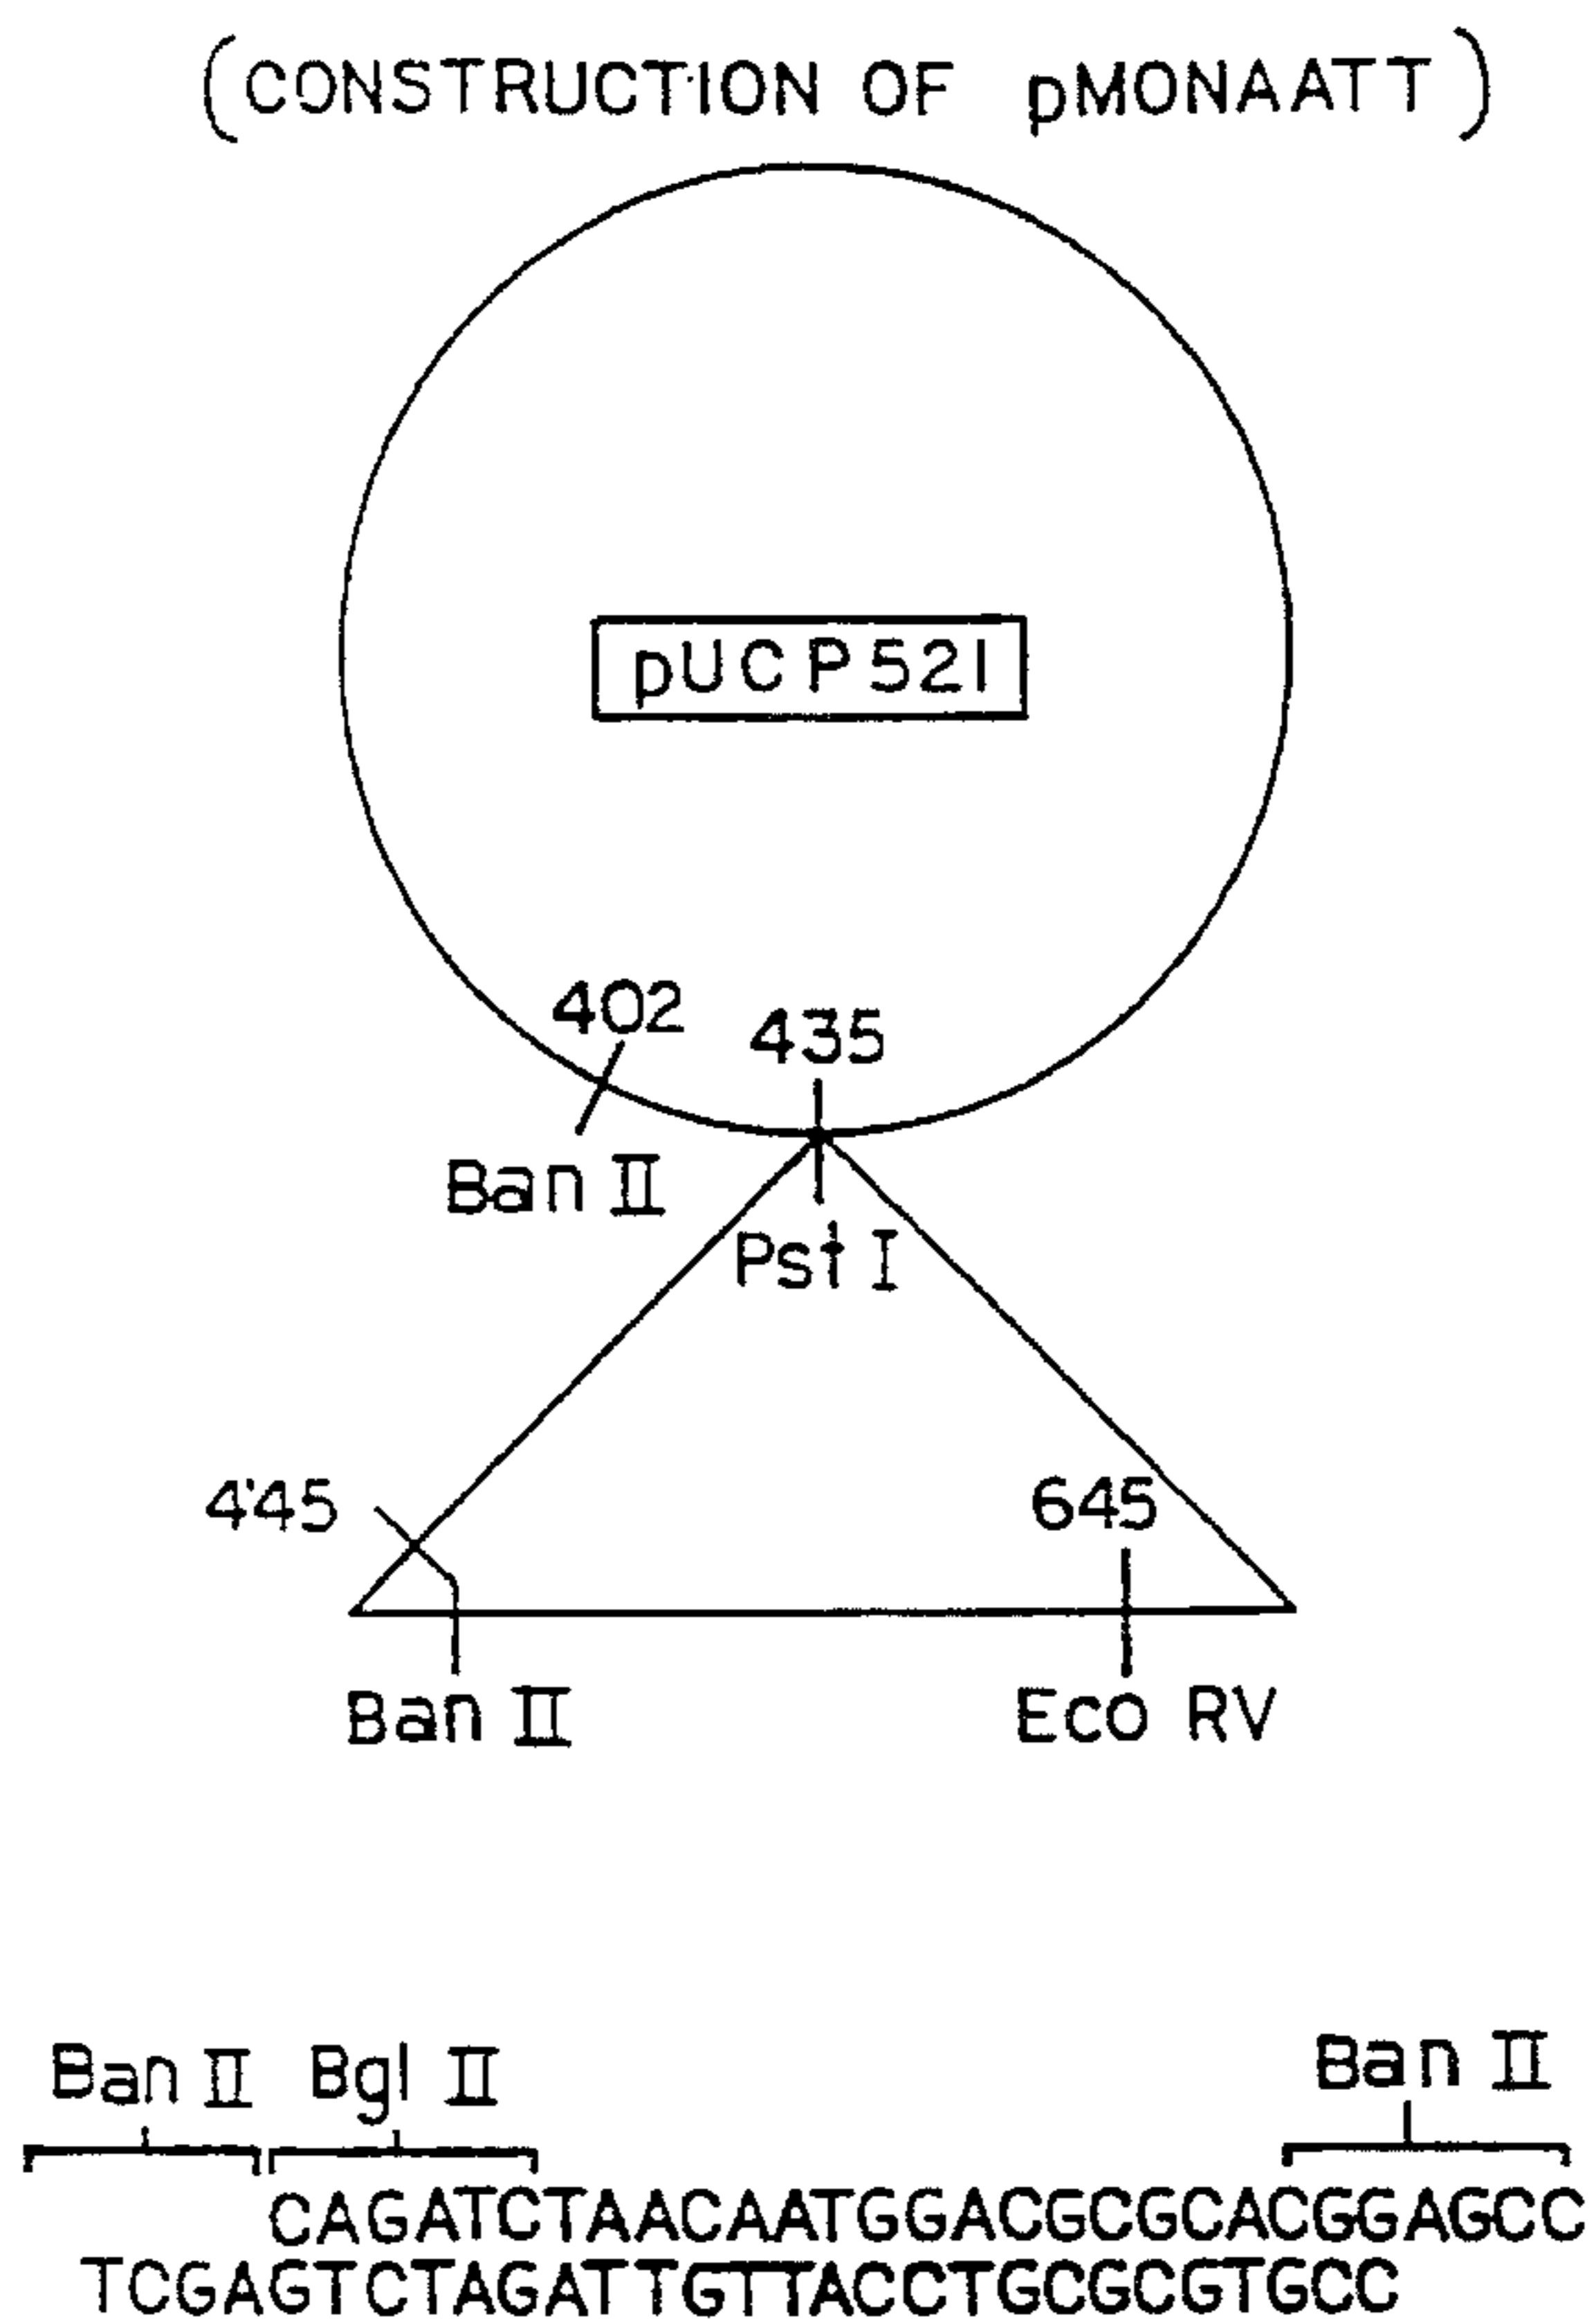 (CONSTRUCTION OF pMONAATT)
pUCP521
402
435
Ban II
Pst I
445
645
Ban II
Eco RV
Ban II Bgl II Ban II
CAGATCTAACAATGGACGCGCACGGAGCC
TCGAGTCTAGATTGTTACCTGCGCGTGCC